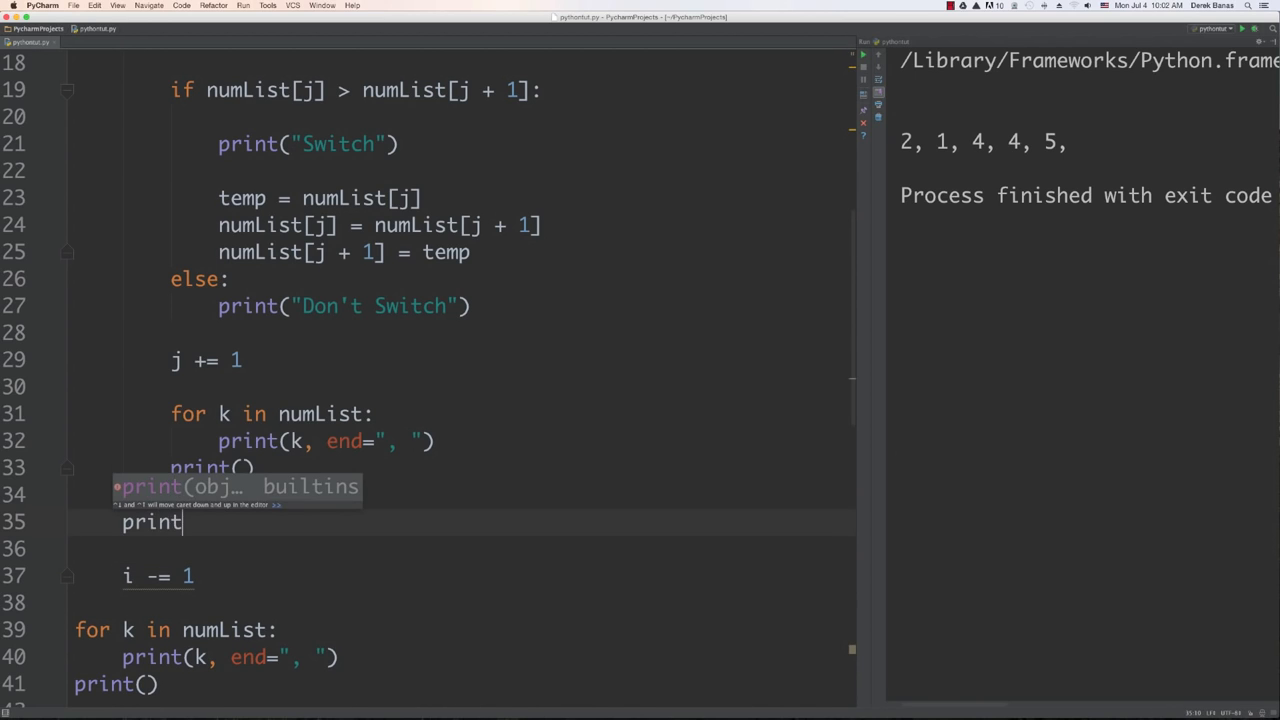 PyCharm File Edit View Navigate Code Refactor Run Tools VCS Window Help
10 Mon Jul 4 10:02 AM Derek Banas
pythontut.py - PycharmProjects - [~/PycharmProjects]
PycharmProjects pythontut.py pythontut
pythontut.py
Run: pythontut
18
19 if numList[j] > numList[j + 1]:
20
21 print("Switch")
22
23 temp = numList[j]
24 numList[j] = numList[j + 1]
25 numList[j + 1] = temp
26 else:
27 print("Don't Switch")
28
29 j += 1
30
31 for k in numList:
32 print(k, end=", ")
33 print()
34 print(obj… builtins
^↓ and ^↑ will move caret down and up in the editor >>
35 print
36
37 i -= 1
38
39 for k in numList:
40 print(k, end=", ")
41 print()
/Library/Frameworks/Python.frame
2, 1, 4, 4, 5,
Process finished with exit code
35:10 LF‡ UTF-8‡